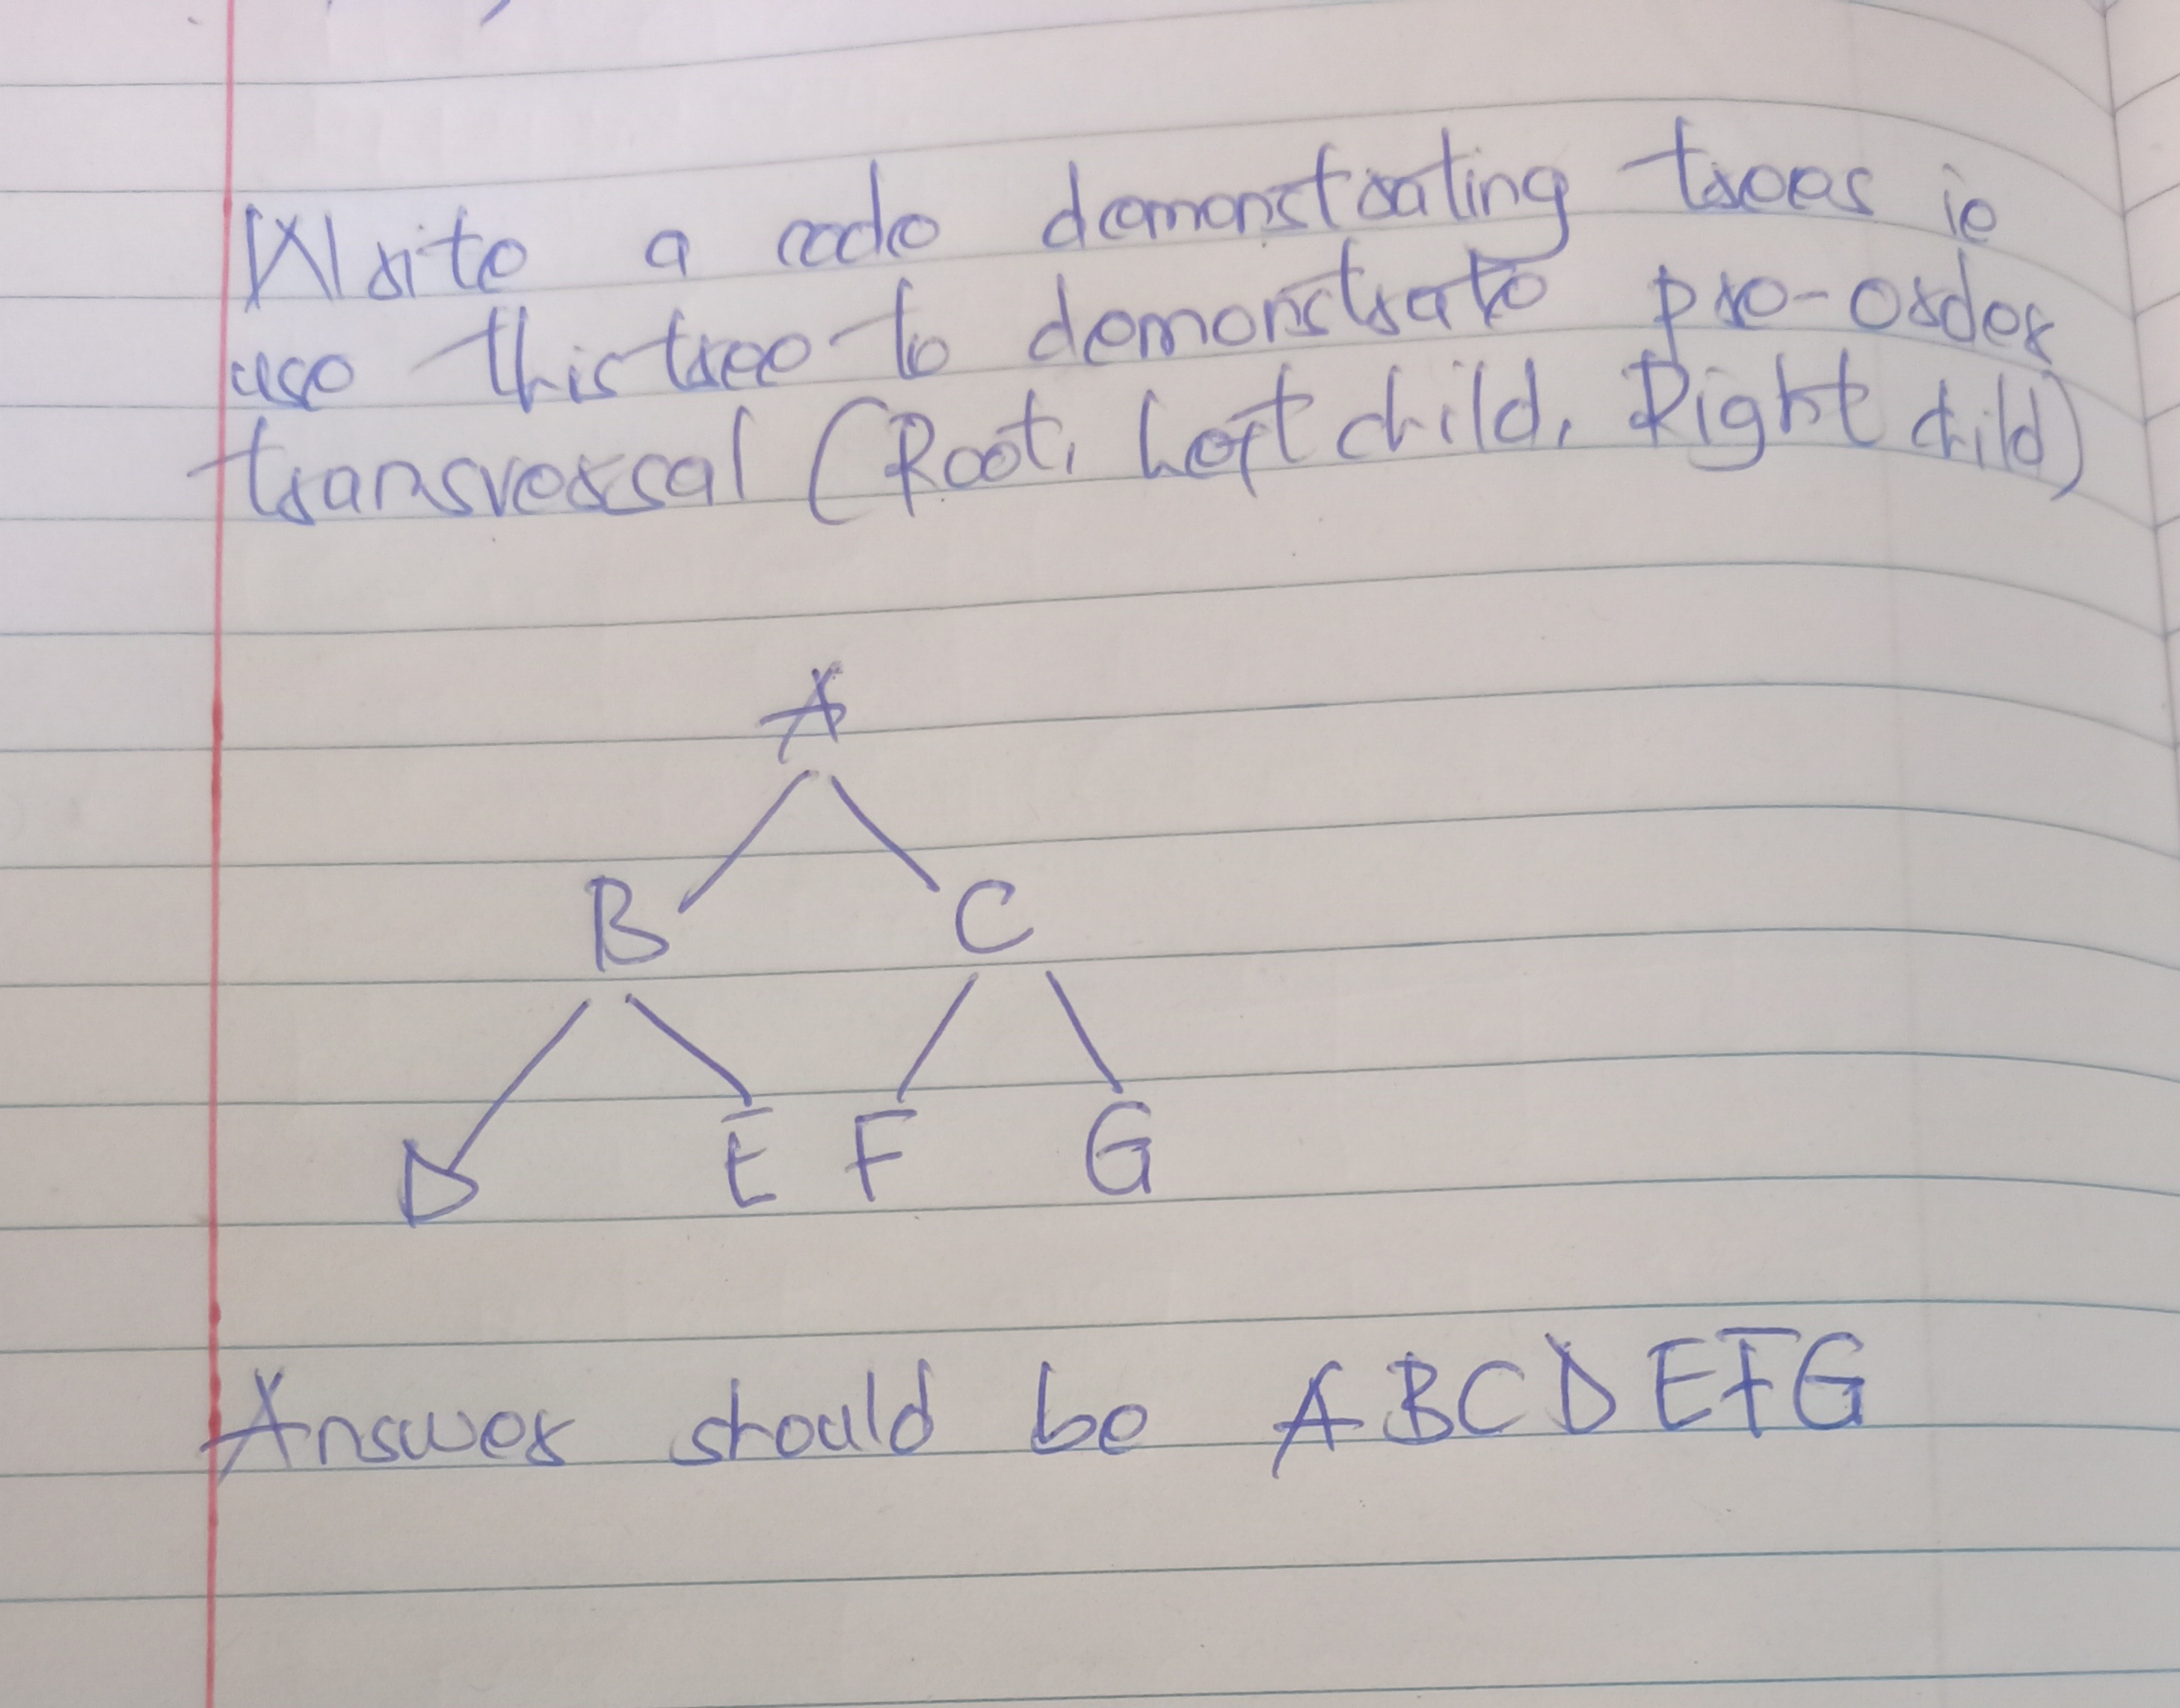 Write a code demonstrating trees ie
use this tree to demonstrate pre-order
transversal (Root, Left child, Right child)
A
B C
D E F G
Answer should be A B C D E F G